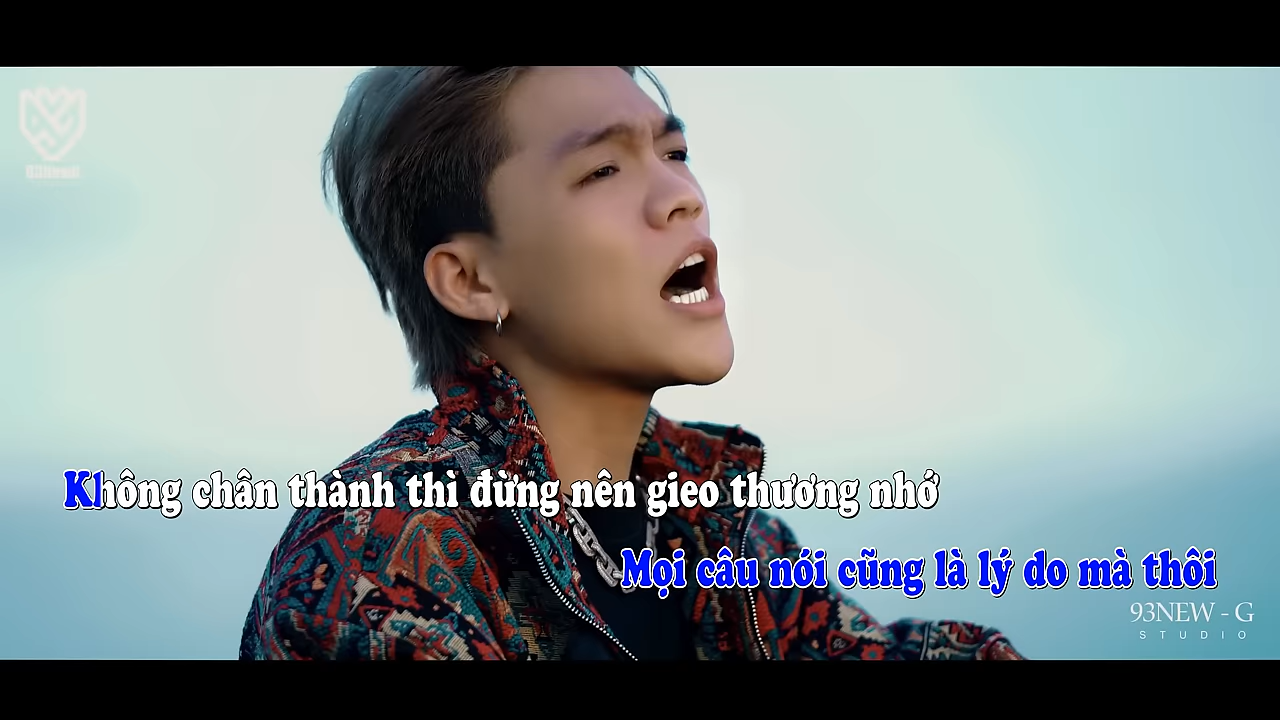 Không chân thành thì đừng nên gieo thương nhớ
Mọi câu nói cũng là lý do mà thôi
93NEW - G
STUDIO